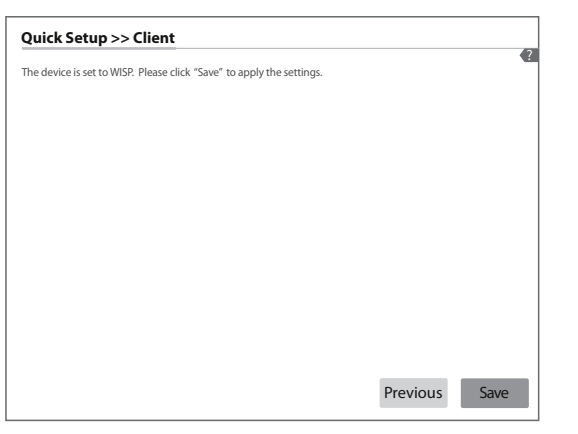 Quick Setup >> Client
?
The device is set to WISP. Please click “Save” to apply the settings.
Previous
Save